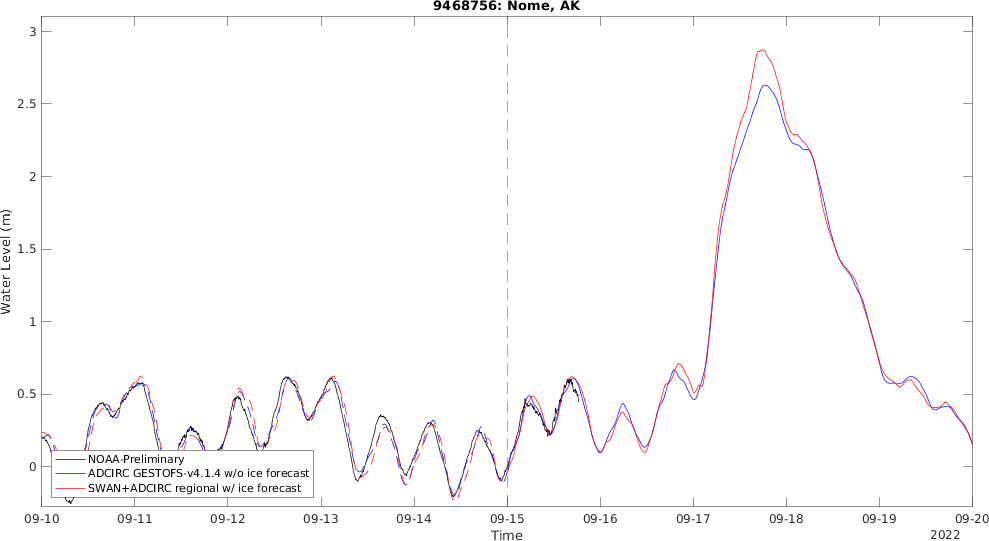 9468756: Nome, AK
3
2.5
2
1.5
1
0.5
0
Water Level (m)
NOAA-Preliminary
ADCIRC GESTOFS-v4.1.4 w/o ice forecast
SWAN+ADCIRC regional w/ ice forecast
09-10 09-11 09-12 09-13 09-14 09-15 09-16 09-17 09-18 09-19 09-20
Time
2022